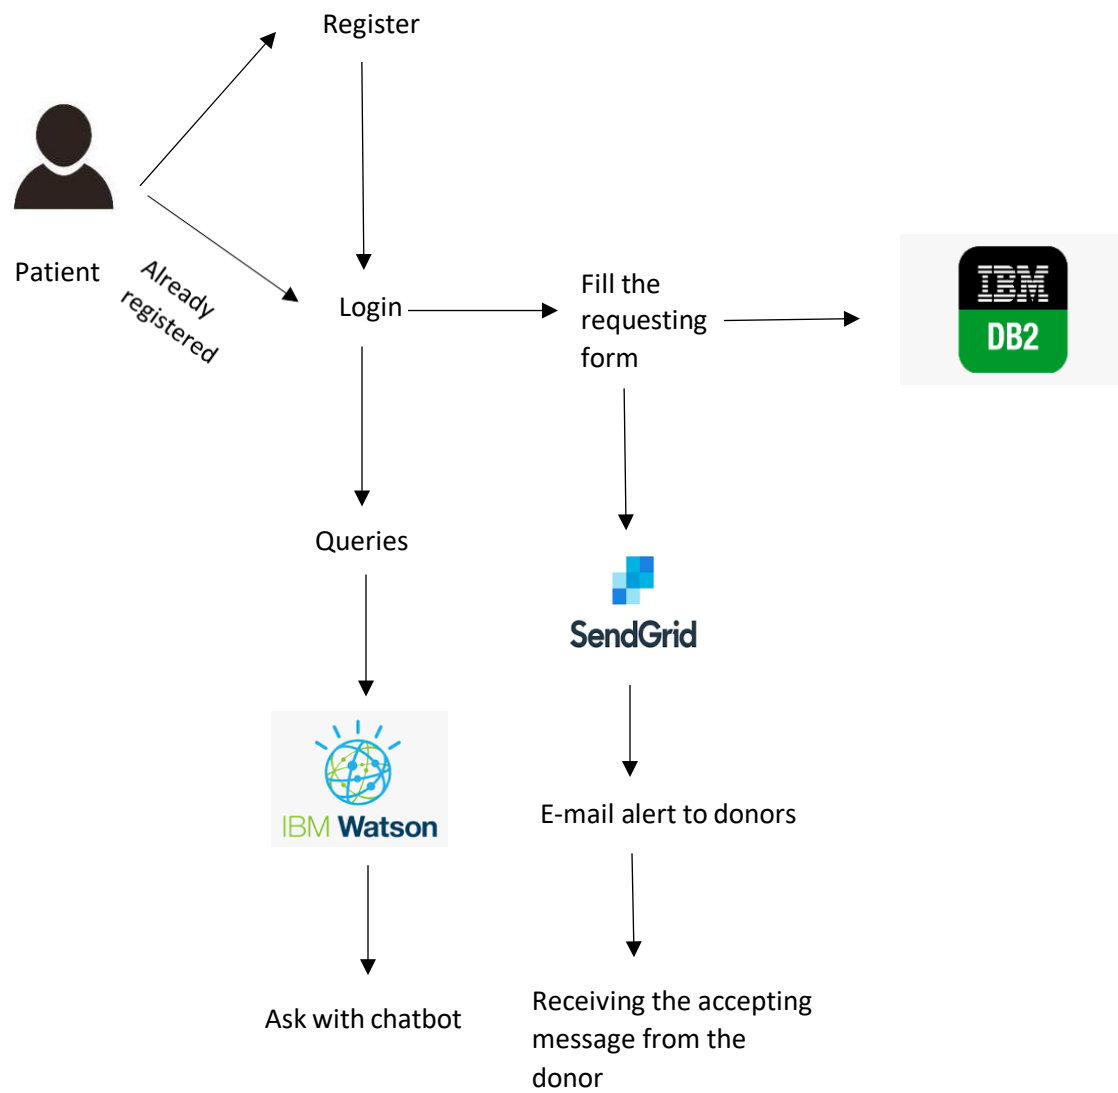 Register
Patient
Already
registered
Login
Fill the
requesting
form
IBM
DB2
Queries
SendGrid
IBM Watson
E-mail alert to donors
Ask with chatbot
Receiving the accepting
message from the
donor